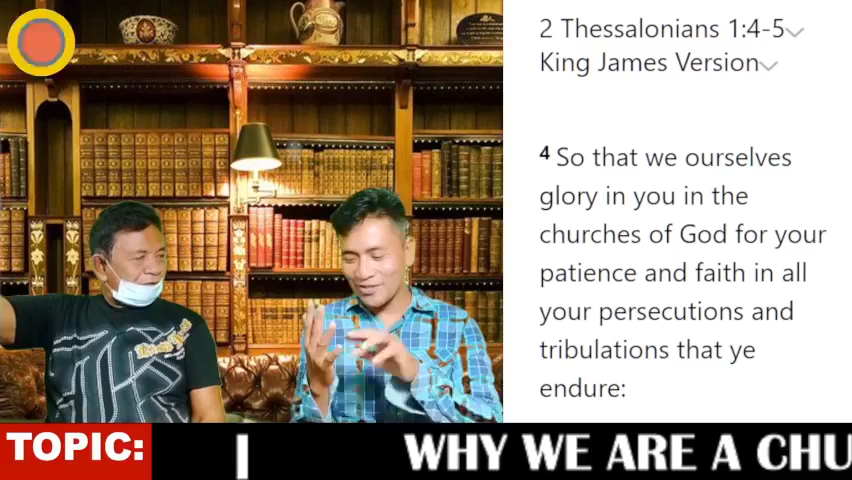 2 Thessalonians 1:4-5
King James Version
4 So that we ourselves
glory in you in the
churches of God for your
patience and faith in all
your persecutions and
tribulations that ye
endure:
TOPIC:
WHY WE ARE A CHU